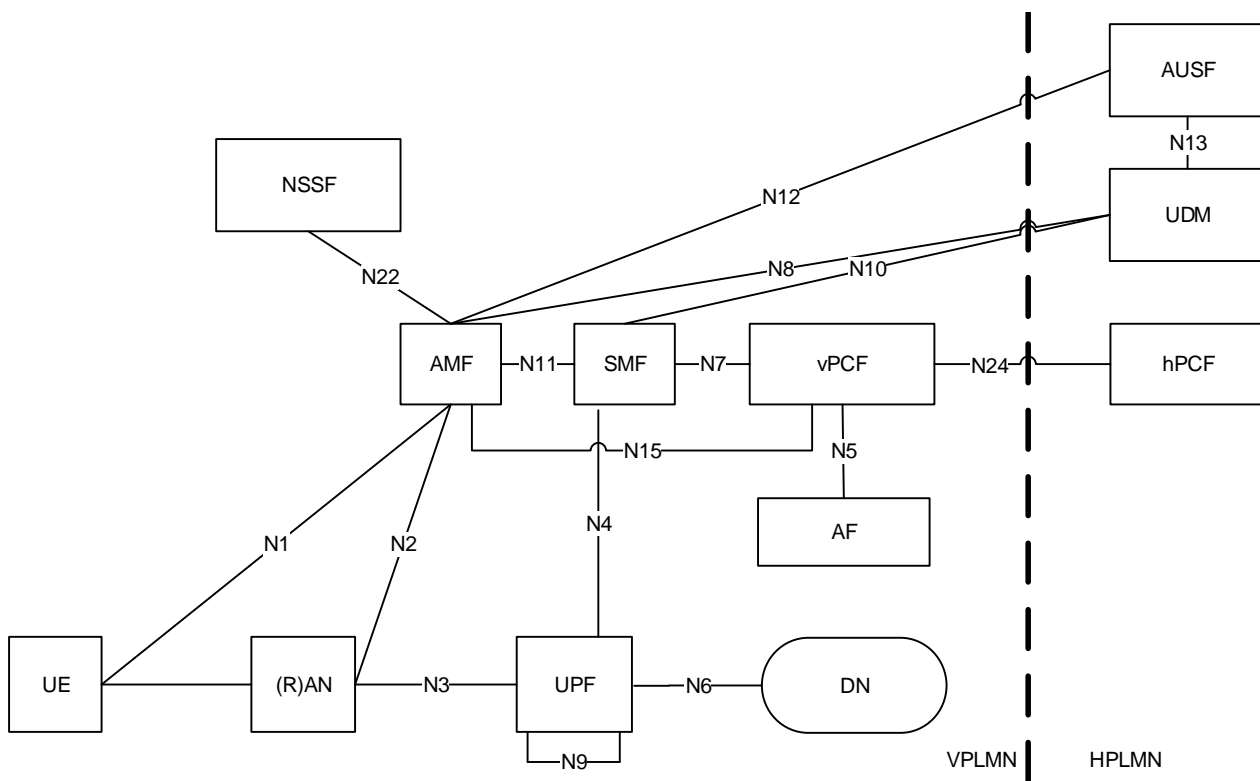 AUSF
N13
NSSF
N12
UDM
N22
N8
N10
AMF
N11
SMF
N7
vPCF
N24
hPCF
N15
N5
N4
AF
N1
N2
UE
(R)AN
N3
UPF
N6
DN
N9
VPLMN
HPLMN